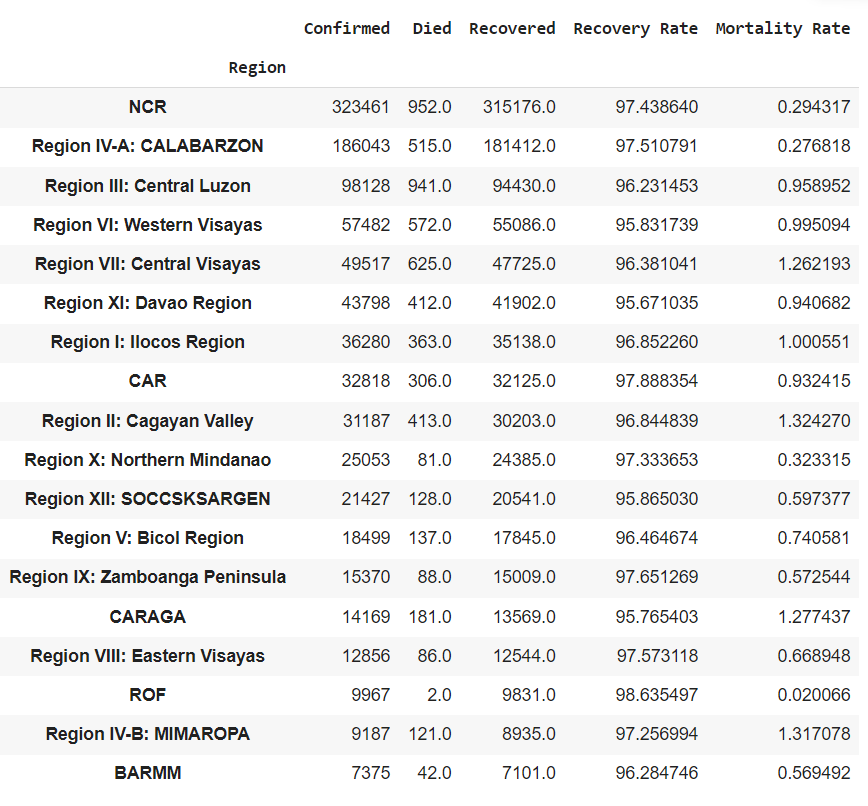 Confirmed Died Recovered Recovery Rate Mortality Rate
Region
NCR 323461 952.0 315176.0 97.438640 0.294317
Region IV-A: CALABARZON 186043 515.0 181412.0 97.510791 0.276818
Region III: Central Luzon 98128 941.0 94430.0 96.231453 0.958952
Region VI: Western Visayas 57482 572.0 55086.0 95.831739 0.995094
Region VII: Central Visayas 49517 625.0 47725.0 96.381041 1.262193
Region XI: Davao Region 43798 412.0 41902.0 95.671035 0.940682
Region I: Ilocos Region 36280 363.0 35138.0 96.852260 1.000551
CAR 32818 306.0 32125.0 97.888354 0.932415
Region II: Cagayan Valley 31187 413.0 30203.0 96.844839 1.324270
Region X: Northern Mindanao 25053 81.0 24385.0 97.333653 0.323315
Region XII: SOCCSKSARGEN 21427 128.0 20541.0 95.865030 0.597377
Region V: Bicol Region 18499 137.0 17845.0 96.464674 0.740581
Region IX: Zamboanga Peninsula 15370 88.0 15009.0 97.651269 0.572544
CARAGA 14169 181.0 13569.0 95.765403 1.277437
Region VIII: Eastern Visayas 12856 86.0 12544.0 97.573118 0.668948
ROF 9967 2.0 9831.0 98.635497 0.020066
Region IV-B: MIMAROPA 9187 121.0 8935.0 97.256994 1.317078
BARMM 7375 42.0 7101.0 96.284746 0.569492